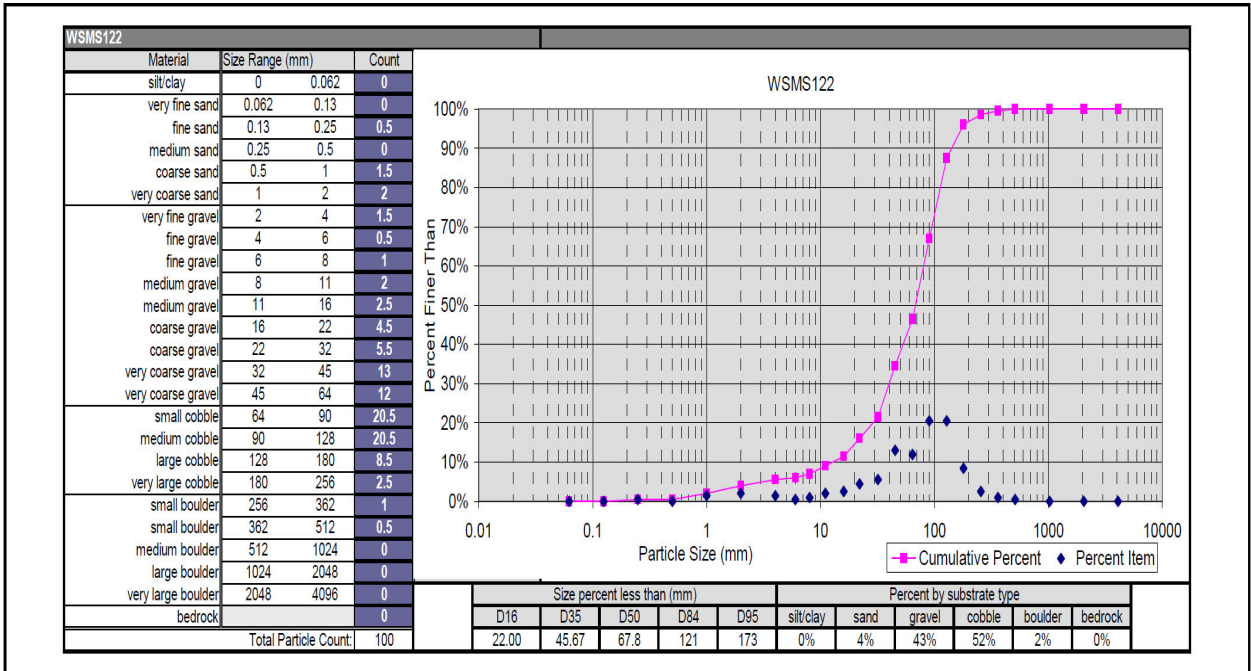 WSMS122
Material Size Range (mm) Count
silt/clay 0 0.062 0
very fine sand 0.062 0.13 0
fine sand 0.13 0.25 0.5
medium sand 0.25 0.5 0
coarse sand 0.5 1 1.5
very coarse sand 1 2 2
very fine gravel 2 4 1.5
fine gravel 4 6 0.5
fine gravel 6 8 1
medium gravel 8 11 2
medium gravel 11 16 2.5
coarse gravel 16 22 4.5
coarse gravel 22 32 5.5
very coarse gravel 32 45 13
very coarse gravel 45 64 12
small cobble 64 90 20.5
medium cobble 90 128 20.5
large cobble 128 180 8.5
very large cobble 180 256 2.5
small boulder 256 362 1
small boulder 362 512 0.5
medium boulder 512 1024 0
large boulder 1024 2048 0
very large boulder 2048 4096 0
bedrock 0
Total Particle Count: 100
WSMS122
Percent Finer Than
100%
90%
80%
70%
60%
50%
40%
30%
20%
10%
0%
0.01 0.1 1 10 100 1000 10000
Particle Size (mm)
Cumulative Percent Percent Item
Size percent less than (mm) Percent by substrate type
D16 D35 D50 D84 D95 silt/clay sand gravel cobble boulder bedrock
22.00 45.67 67.8 121 173 0% 4% 43% 52% 2% 0%